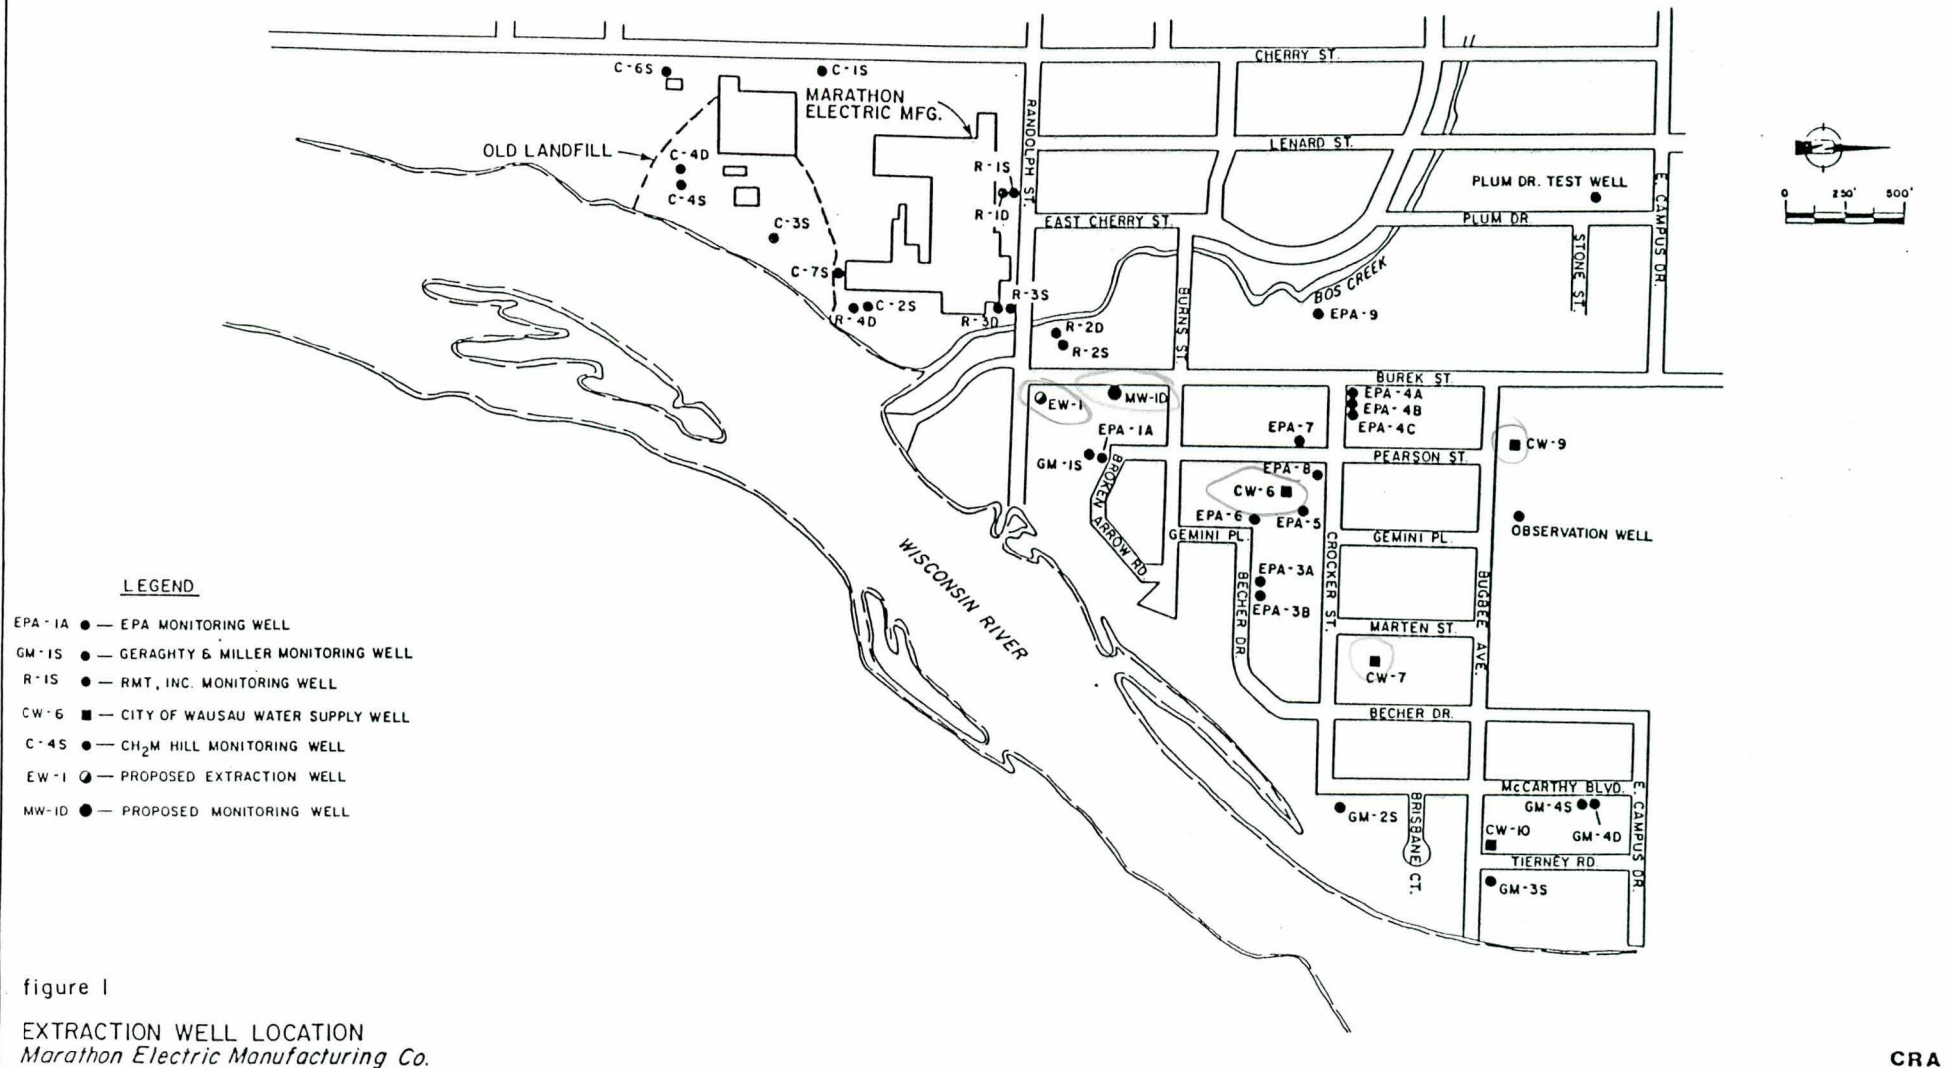 CHERRY ST.
C-6S
C-1S
MARATHON
ELECTRIC MFG.
RANDOLPH ST.
LENARD ST.
OLD LANDFILL
C-4D
C-4S
R-1S
R-1D
PLUM DR. TEST WELL
E. CAMPUS DR.
0 250' 500'
EAST CHERRY ST.
PLUM DR.
C-3S
STONE ST.
C-7S
BOS CREEK
C-2S
R-4D
R-3S
R-3D
BURNS ST.
EPA-9
R-2D
R-2S
BUREK ST.
EW-1
MW-1D
EPA-4A
EPA-4B
EPA-4C
EPA-1A
EPA-7
CW-9
GM-1S
PEARSON ST.
BROKEN ARROW RD
EPA-8
CW-6
EPA-6
EPA-5
OBSERVATION WELL
GEMINI PL.
GEMINI PL.
CROCKER ST.
WISCONSIN RIVER
EPA-3A
EPA-3B
BECHER DR.
BUGBEE AVE.
MARTEN ST.
CW-7
BECHER DR.
McCARTHY BLVD.
E. CAMPUS DR.
GM-2S
BRISBANE CT.
GM-4S
GM-4D
CW-10
TIERNEY RD.
GM-3S
LEGEND
EPA-1A — EPA MONITORING WELL
GM-1S — GERAGHTY & MILLER MONITORING WELL
R-1S — RMT, INC. MONITORING WELL
CW-6 — CITY OF WAUSAU WATER SUPPLY WELL
C-4S — CH2M HILL MONITORING WELL
EW-1 — PROPOSED EXTRACTION WELL
MW-1D — PROPOSED MONITORING WELL
figure 1
EXTRACTION WELL LOCATION
Marathon Electric Manufacturing Co.
CRA